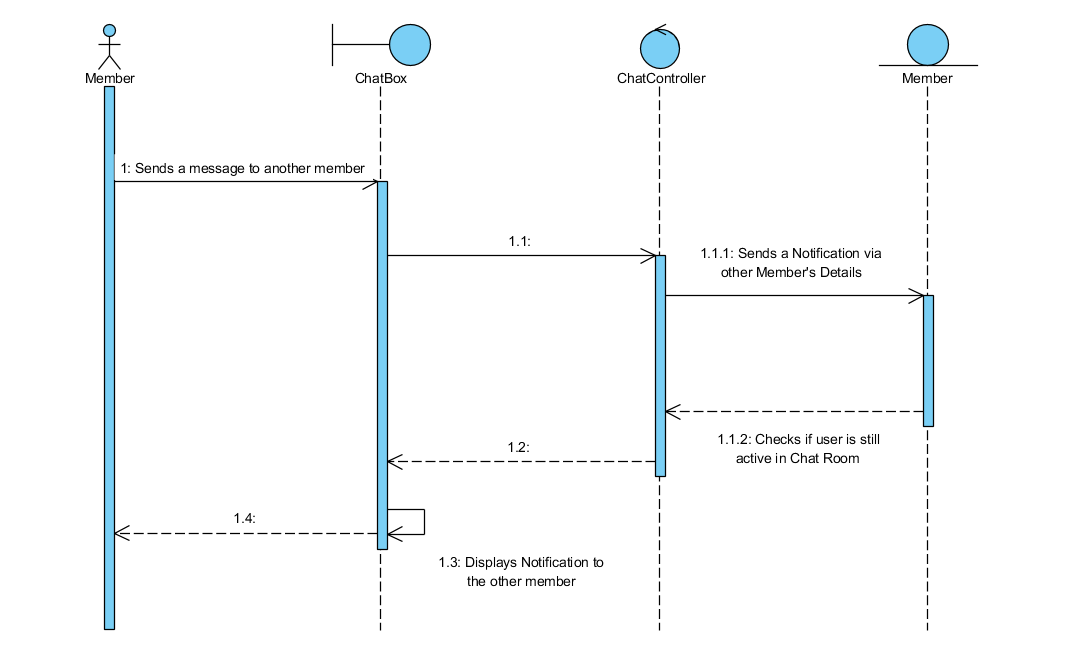 Member
ChatBox
ChatController
Member
1: Sends a message to another member
1.1:
1.1.1: Sends a Notification via
other Member's Details
1.1.2: Checks if user is still
active in Chat Room
1.2:
1.3: Displays Notification to
the other member
1.4: